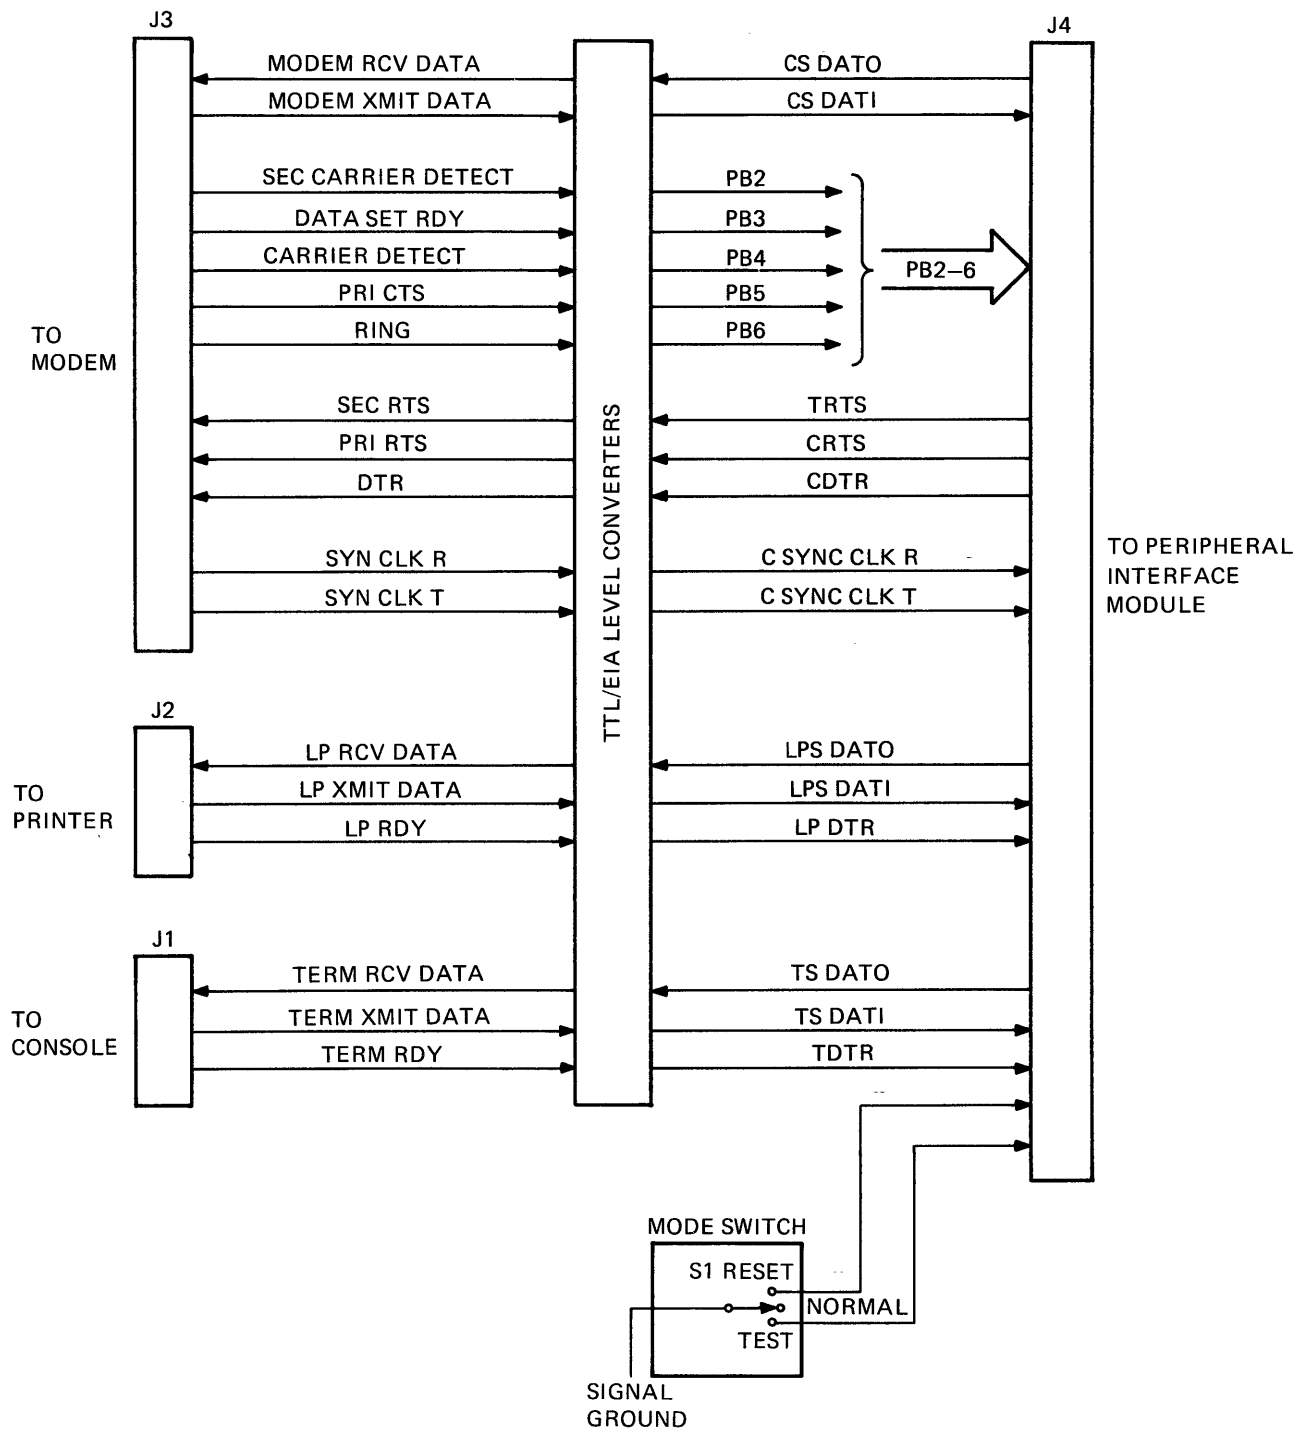 J3
J4
MODEM RCV DATA
CS DATO
MODEM XMIT DATA
CS DATI
SEC CARRIER DETECT
PB2
DATA SET RDY
PB3
CARRIER DETECT
PB4
PB2–6
PRI CTS
PB5
RING
PB6
TO
MODEM
SEC RTS
TRTS
PRI RTS
CRTS
DTR
CDTR
TTL/EIA LEVEL CONVERTERS
SYN CLK R
C SYNC CLK R
SYN CLK T
C SYNC CLK T
TO PERIPHERAL
INTERFACE
MODULE
J2
LP RCV DATA
LPS DATO
LP XMIT DATA
LPS DATI
LP RDY
LP DTR
TO
PRINTER
J1
TERM RCV DATA
TS DATO
TERM XMIT DATA
TS DATI
TERM RDY
TDTR
TO
CONSOLE
MODE SWITCH
S1 RESET
NORMAL
TEST
SIGNAL
GROUND